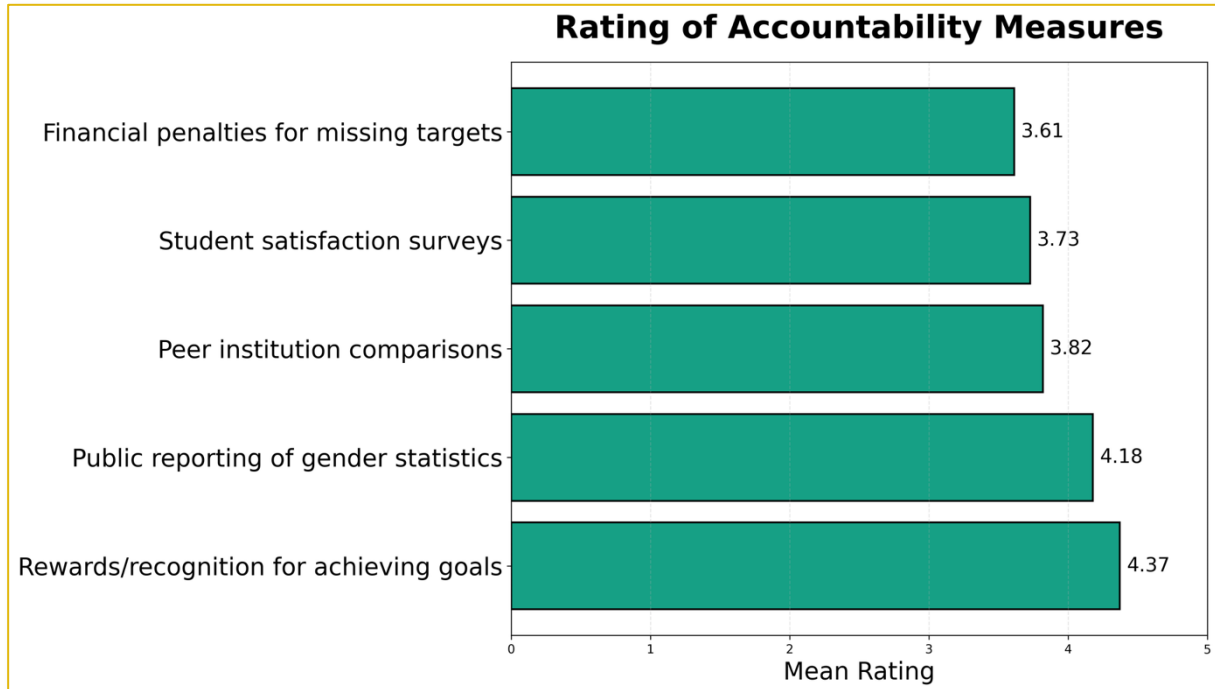 Rating of Accountability Measures
Financial penalties for missing targets
3.61
Student satisfaction surveys
3.73
Peer institution comparisons
3.82
Public reporting of gender statistics
4.18
Rewards/recognition for achieving goals
4.37
0 1 2 3 4 5
Mean Rating